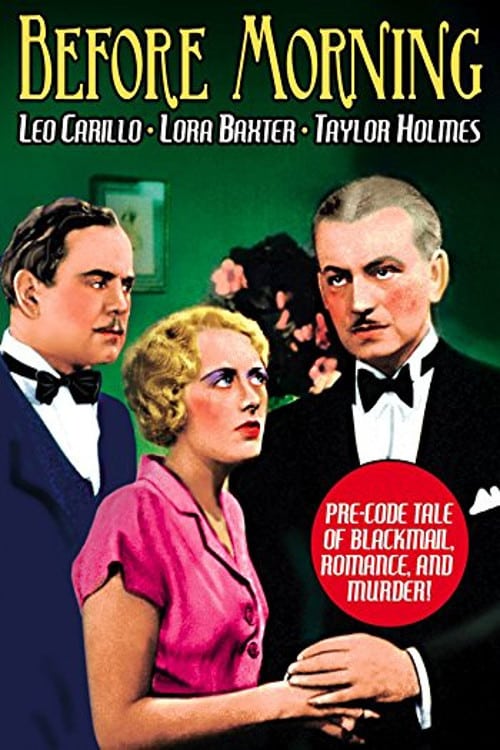 BEFORE MORNING
LEO CARILLO • LORA BAXTER • TAYLOR HOLMES
PRE-CODE TALE
OF BLACKMAIL,
ROMANCE, AND
MURDER!